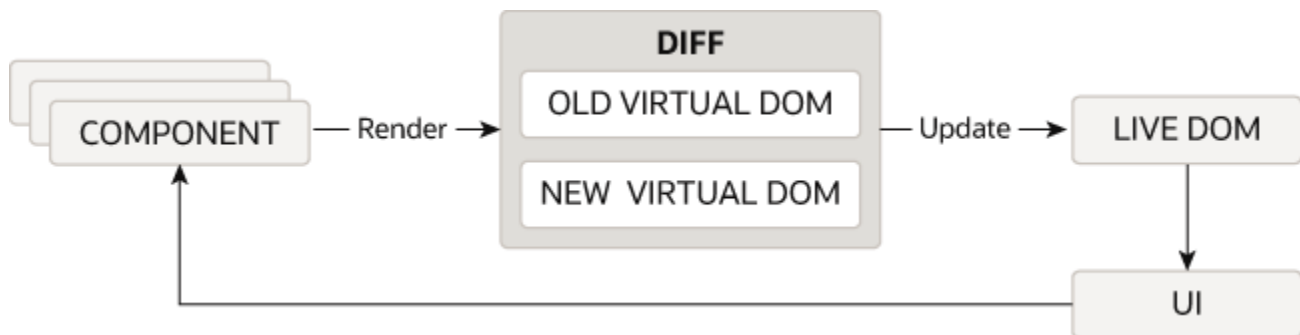 DIFF
OLD VIRTUAL DOM
COMPONENT
Render
Update
LIVE DOM
NEW VIRTUAL DOM
UI